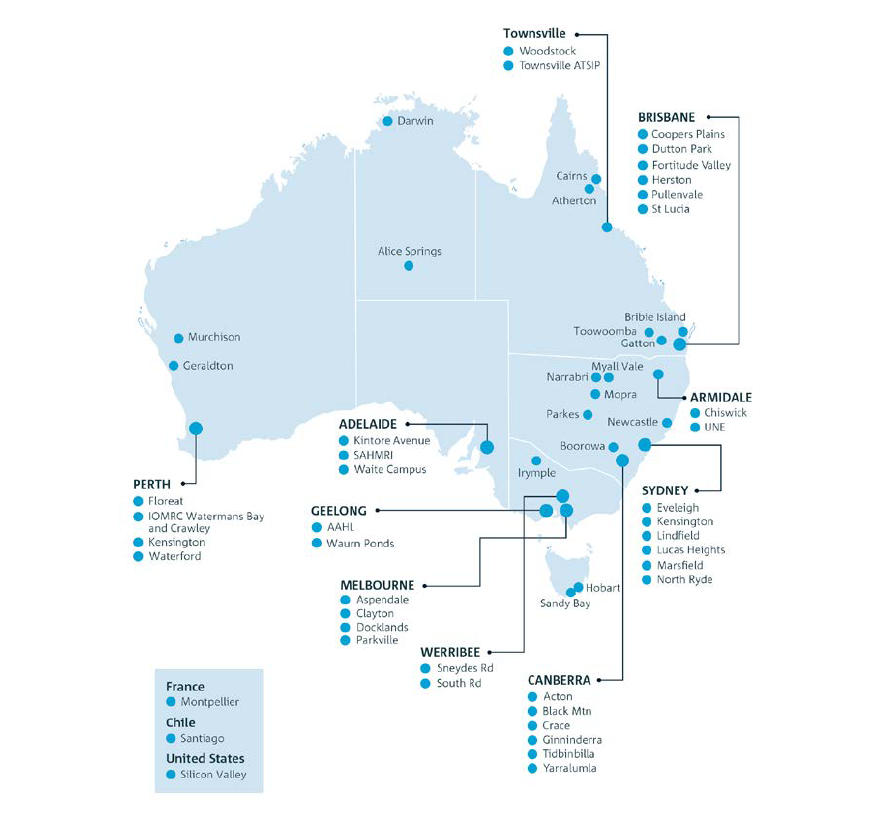 Townsville
Woodstock
Townsville ATSIP
BRISBANE
Coopers Plains
Dutton Park
Fortitude Valley
Herston
Pullenvale
St Lucia
Darwin
Cairns
Atherton
Alice Springs
Bribie Island
Toowoomba
Gatton
Murchison
Geraldton
Myall Vale
Narrabri
Mopra
Parkes
Newcastle
ARMIDALE
Chiswick
UNE
Boorowa
Irymple
ADELAIDE
Kintore Avenue
SAHMRI
Waite Campus
PERTH
Floreat
IOMRC Watermans Bay
and Crawley
Kensington
Waterford
GEELONG
AAHL
Waurn Ponds
SYDNEY
Eveleigh
Kensington
Lindfield
Lucas Heights
Marsfield
North Ryde
MELBOURNE
Aspendale
Clayton
Docklands
Parkville
Hobart
Sandy Bay
WERRIBEE
Sneydes Rd
South Rd
CANBERRA
Acton
Black Mtn
Crace
Ginninderra
Tidbinbilla
Yarralumla
France
Montpellier
Chile
Santiago
United States
Silicon Valley